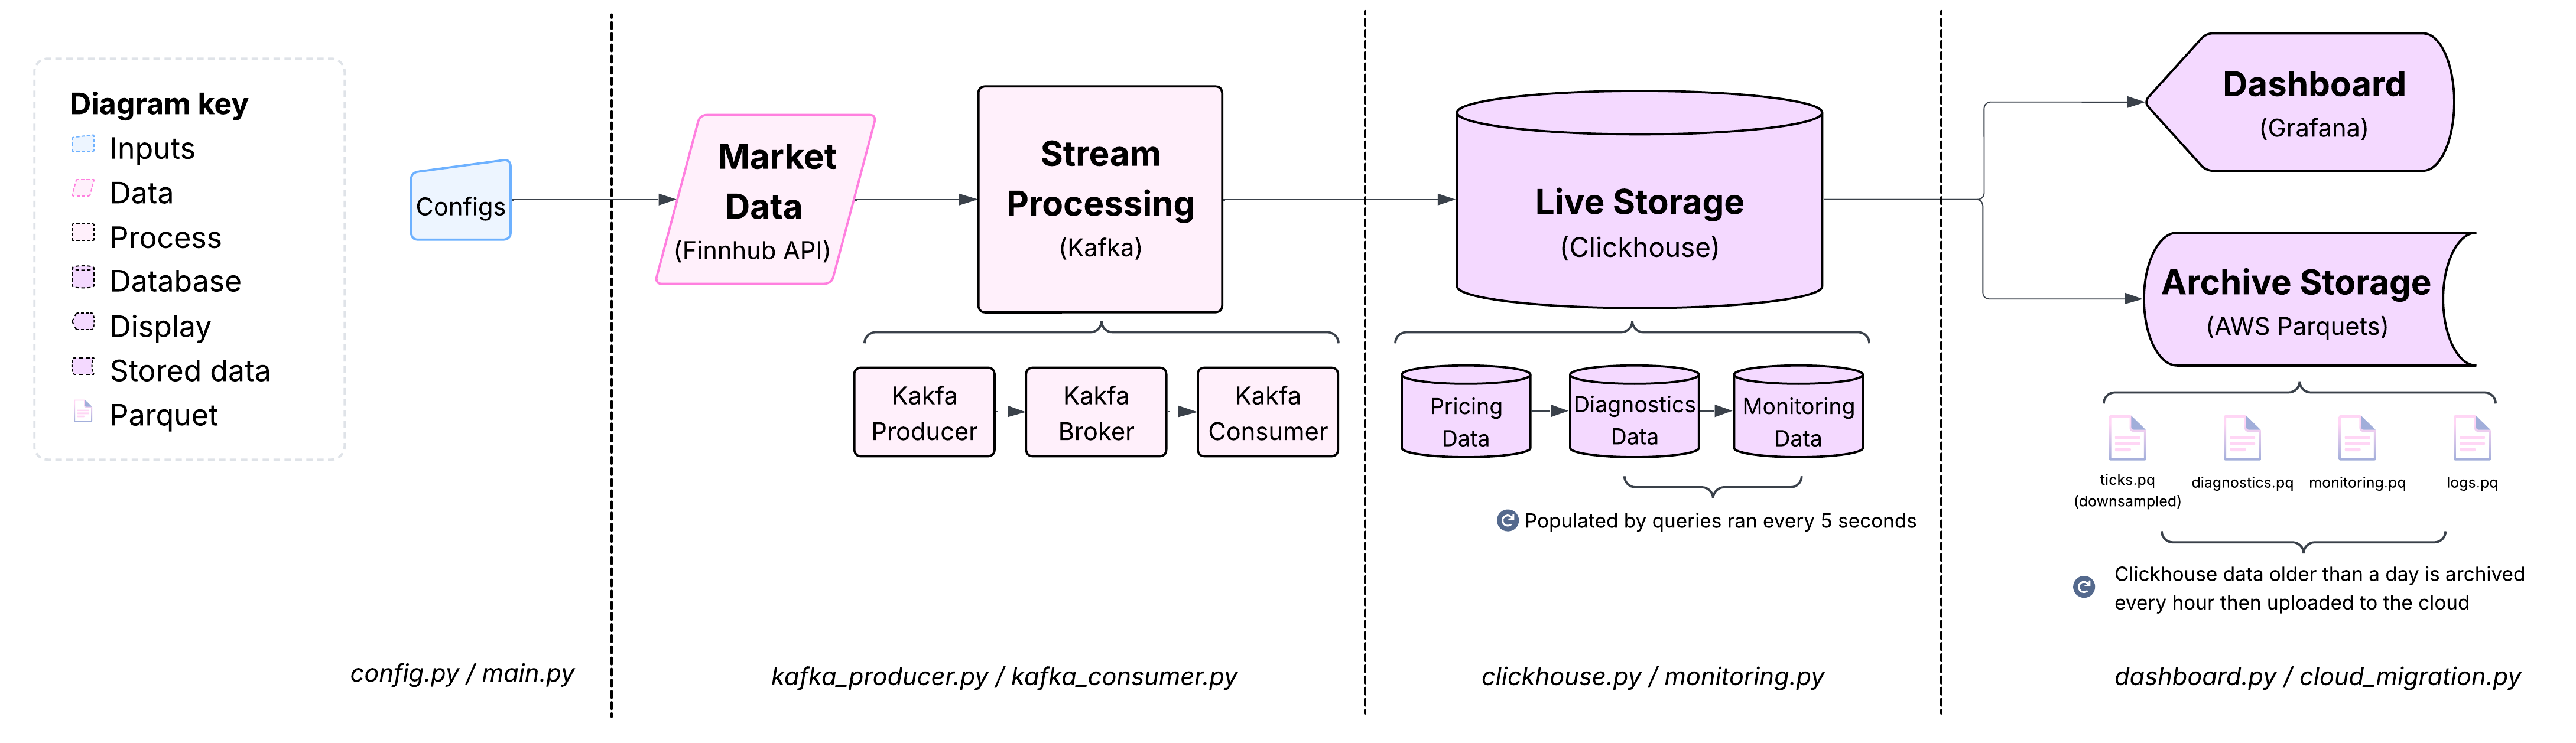 Diagram key
Inputs
Data
Process
Database
Display
Stored data
Parquet
Configs
config.py / main.py
Market
Data
(Finnhub API)
Stream
Processing
(Kafka)
Kakfa
Producer
Kakfa
Broker
Kakfa
Consumer
kafka_producer.py / kafka_consumer.py
Live Storage
(Clickhouse)
Pricing
Data
Diagnostics
Data
Monitoring
Data
Populated by queries ran every 5 seconds
clickhouse.py / monitoring.py
Dashboard
(Grafana)
Archive Storage
(AWS Parquets)
ticks.pq
(downsampled)
diagnostics.pq
monitoring.pq
logs.pq
Clickhouse data older than a day is archived
every hour then uploaded to the cloud
dashboard.py / cloud_migration.py